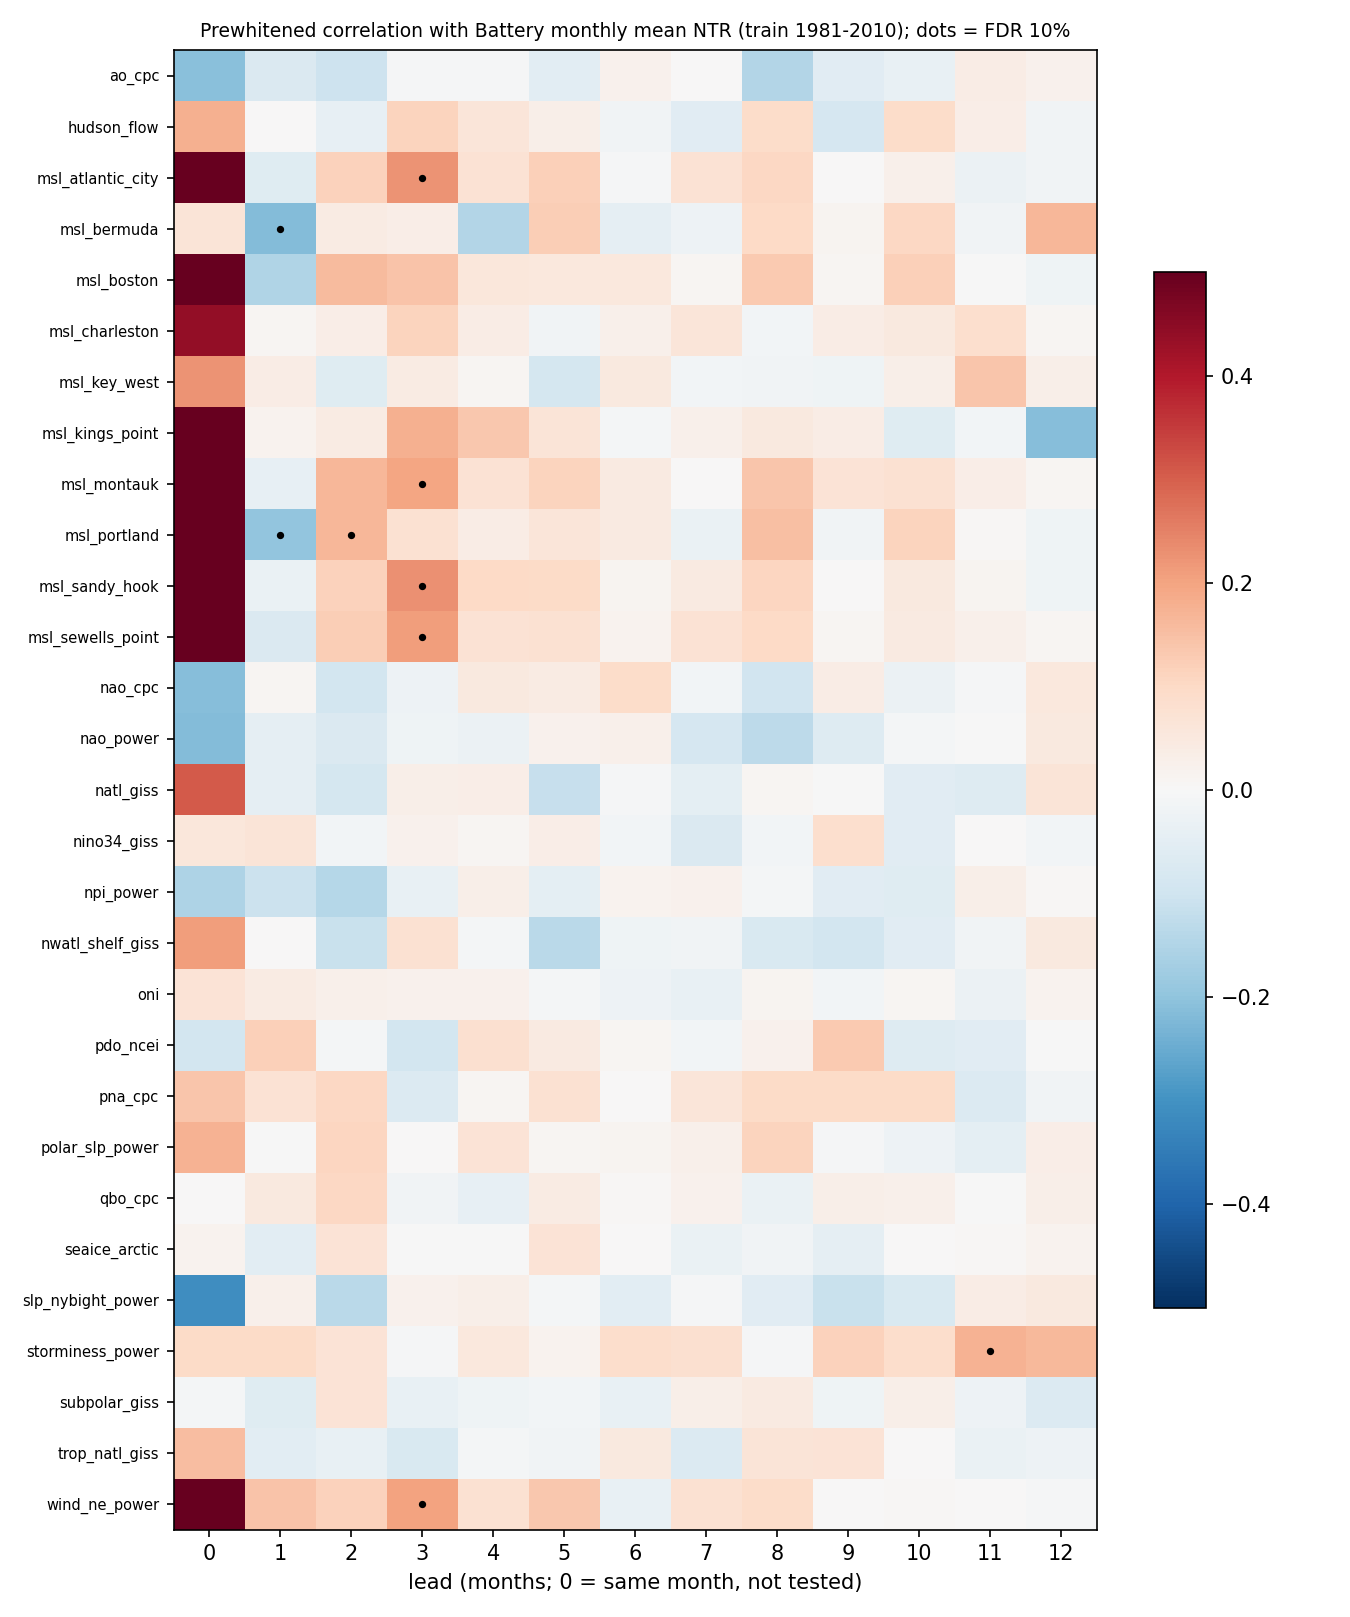 Prewhitened correlation with Battery monthly mean NTR (train 1981-2010); dots = FDR 10%
ao_cpc
hudson_flow
msl_atlantic_city
msl_bermuda
msl_boston
msl_charleston
msl_key_west
msl_kings_point
msl_montauk
msl_portland
msl_sandy_hook
msl_sewells_point
nao_cpc
nao_power
natl_giss
nino34_giss
npi_power
nwatl_shelf_giss
oni
pdo_ncei
pna_cpc
polar_slp_power
qbo_cpc
seaice_arctic
slp_nybight_power
storminess_power
subpolar_giss
trop_natl_giss
wind_ne_power
0 1 2 3 4 5 6 7 8 9 10 11 12
lead (months; 0 = same month, not tested)
0.4
0.2
0.0
−0.2
−0.4